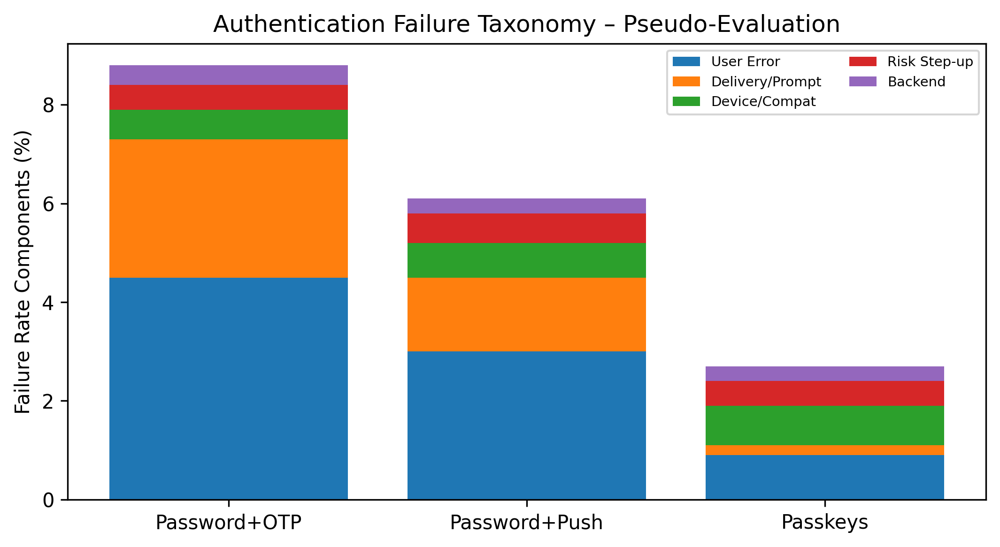 Authentication Failure Taxonomy – Pseudo-Evaluation
Failure Rate Components (%)
8
6
4
2
0
User Error
Delivery/Prompt
Device/Compat
Risk Step-up
Backend
Password+OTP
Password+Push
Passkeys